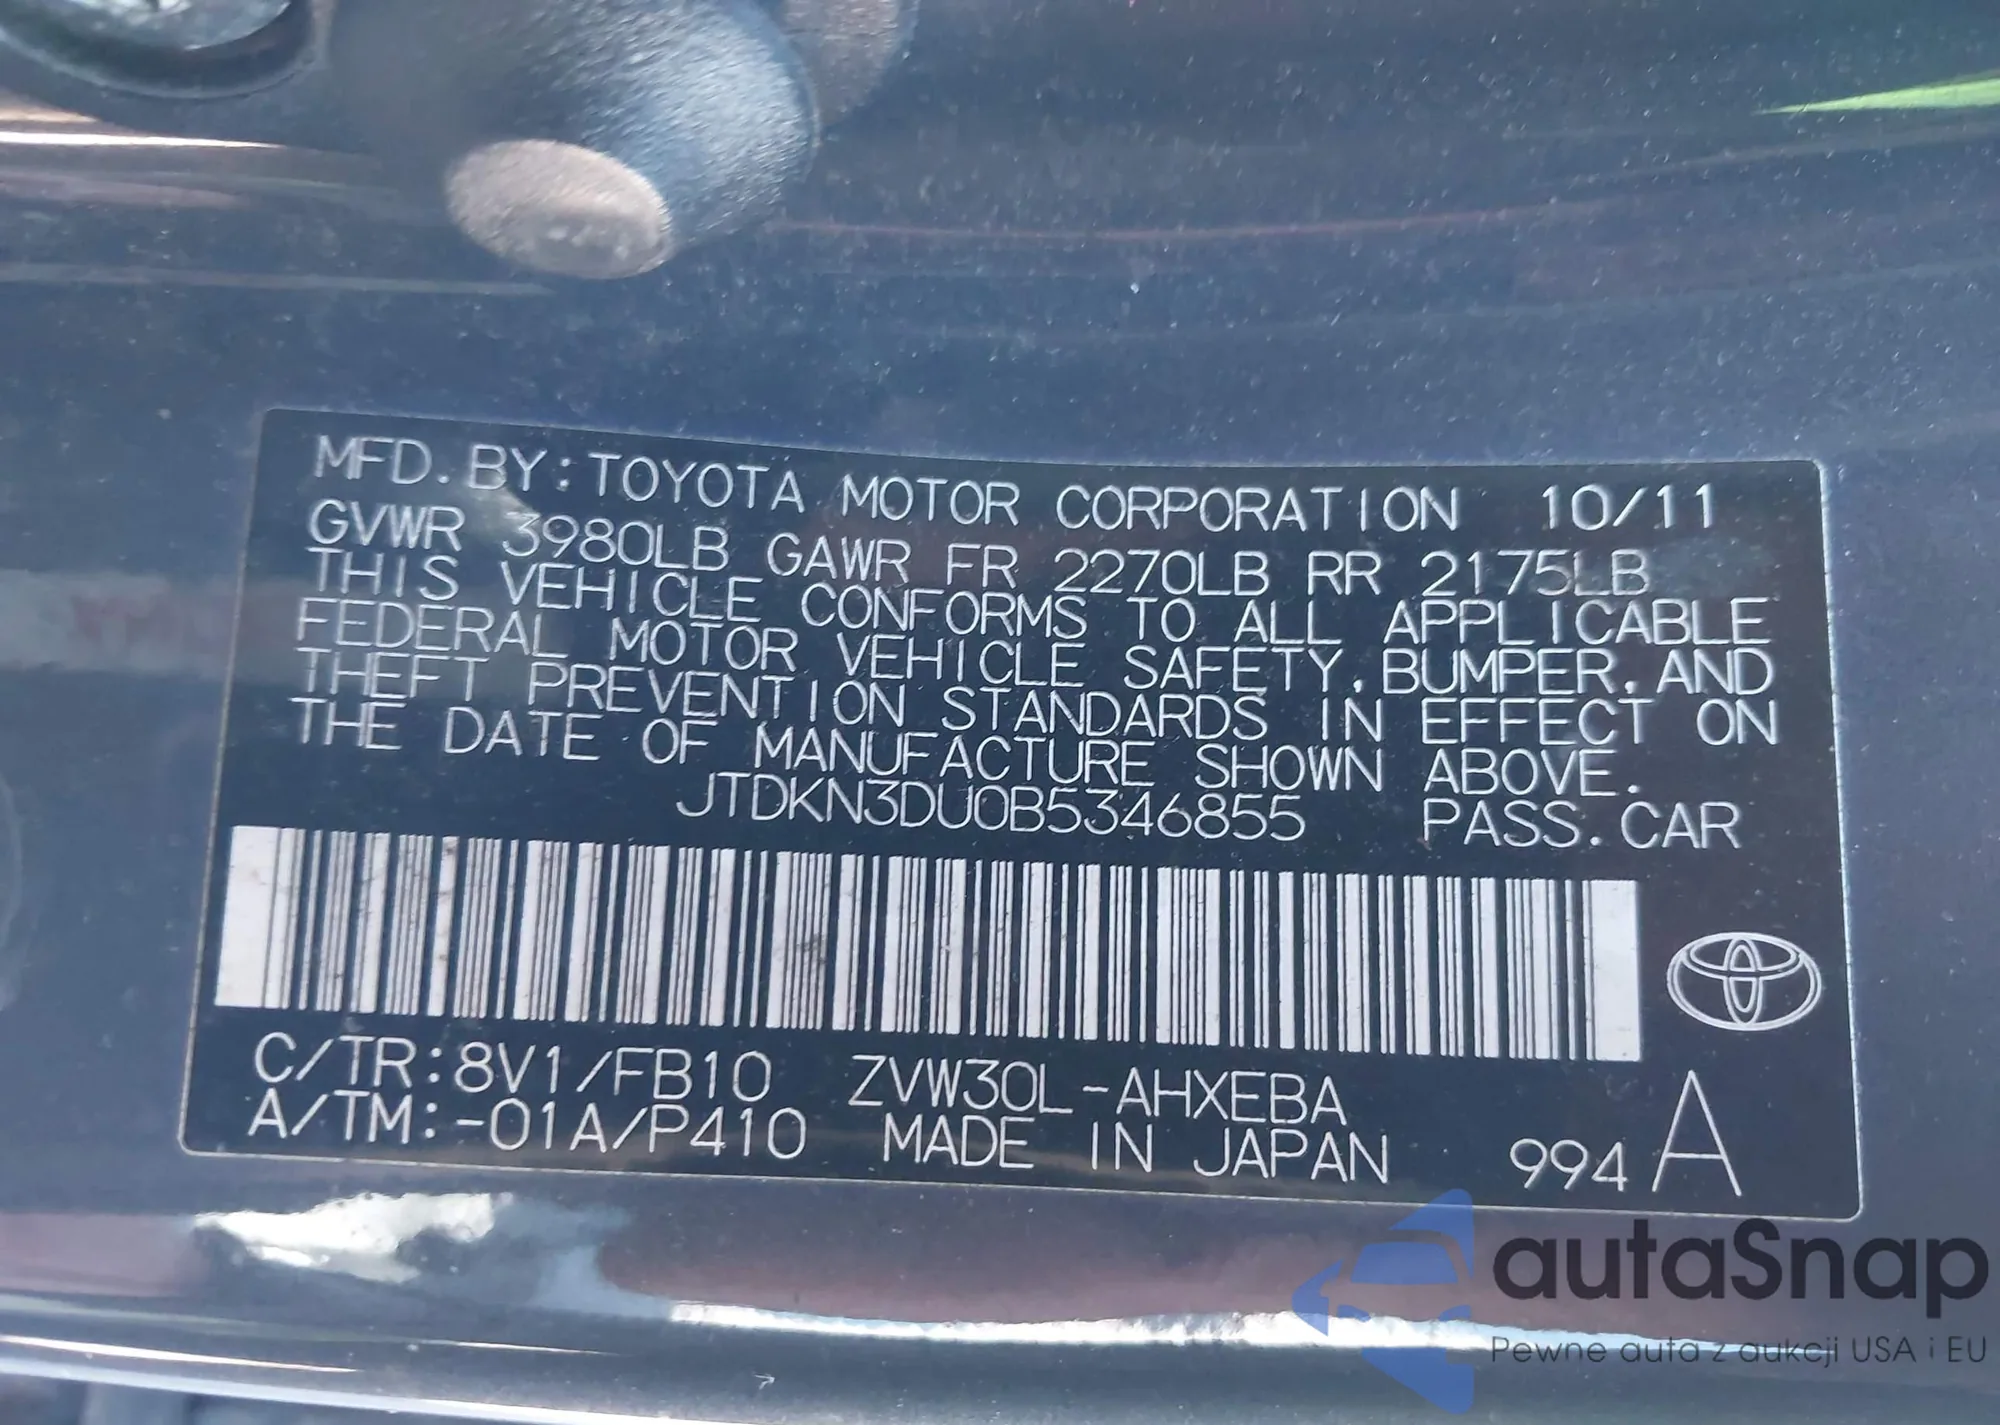 MFD. BY: TOYOTA MOTOR CORPORATION 10/11
GVWR 3980LB GAWR FR 2270LB RR 2175LB
THIS VEHICLE CONFORMS TO ALL APPLICABLE
FEDERAL MOTOR VEHICLE SAFETY, BUMPER, AND
THEFT PREVENTION STANDARDS IN EFFECT ON
THE DATE OF MANUFACTURE SHOWN ABOVE.
JTDKN3DU0B5346855 PASS. CAR
C/TR: 8V1/FB10 ZVW30L-AHXEBA
A/TM: -01A/P410 MADE IN JAPAN 994 A
autaSnap
Pewne auta z aukcji USA i EU